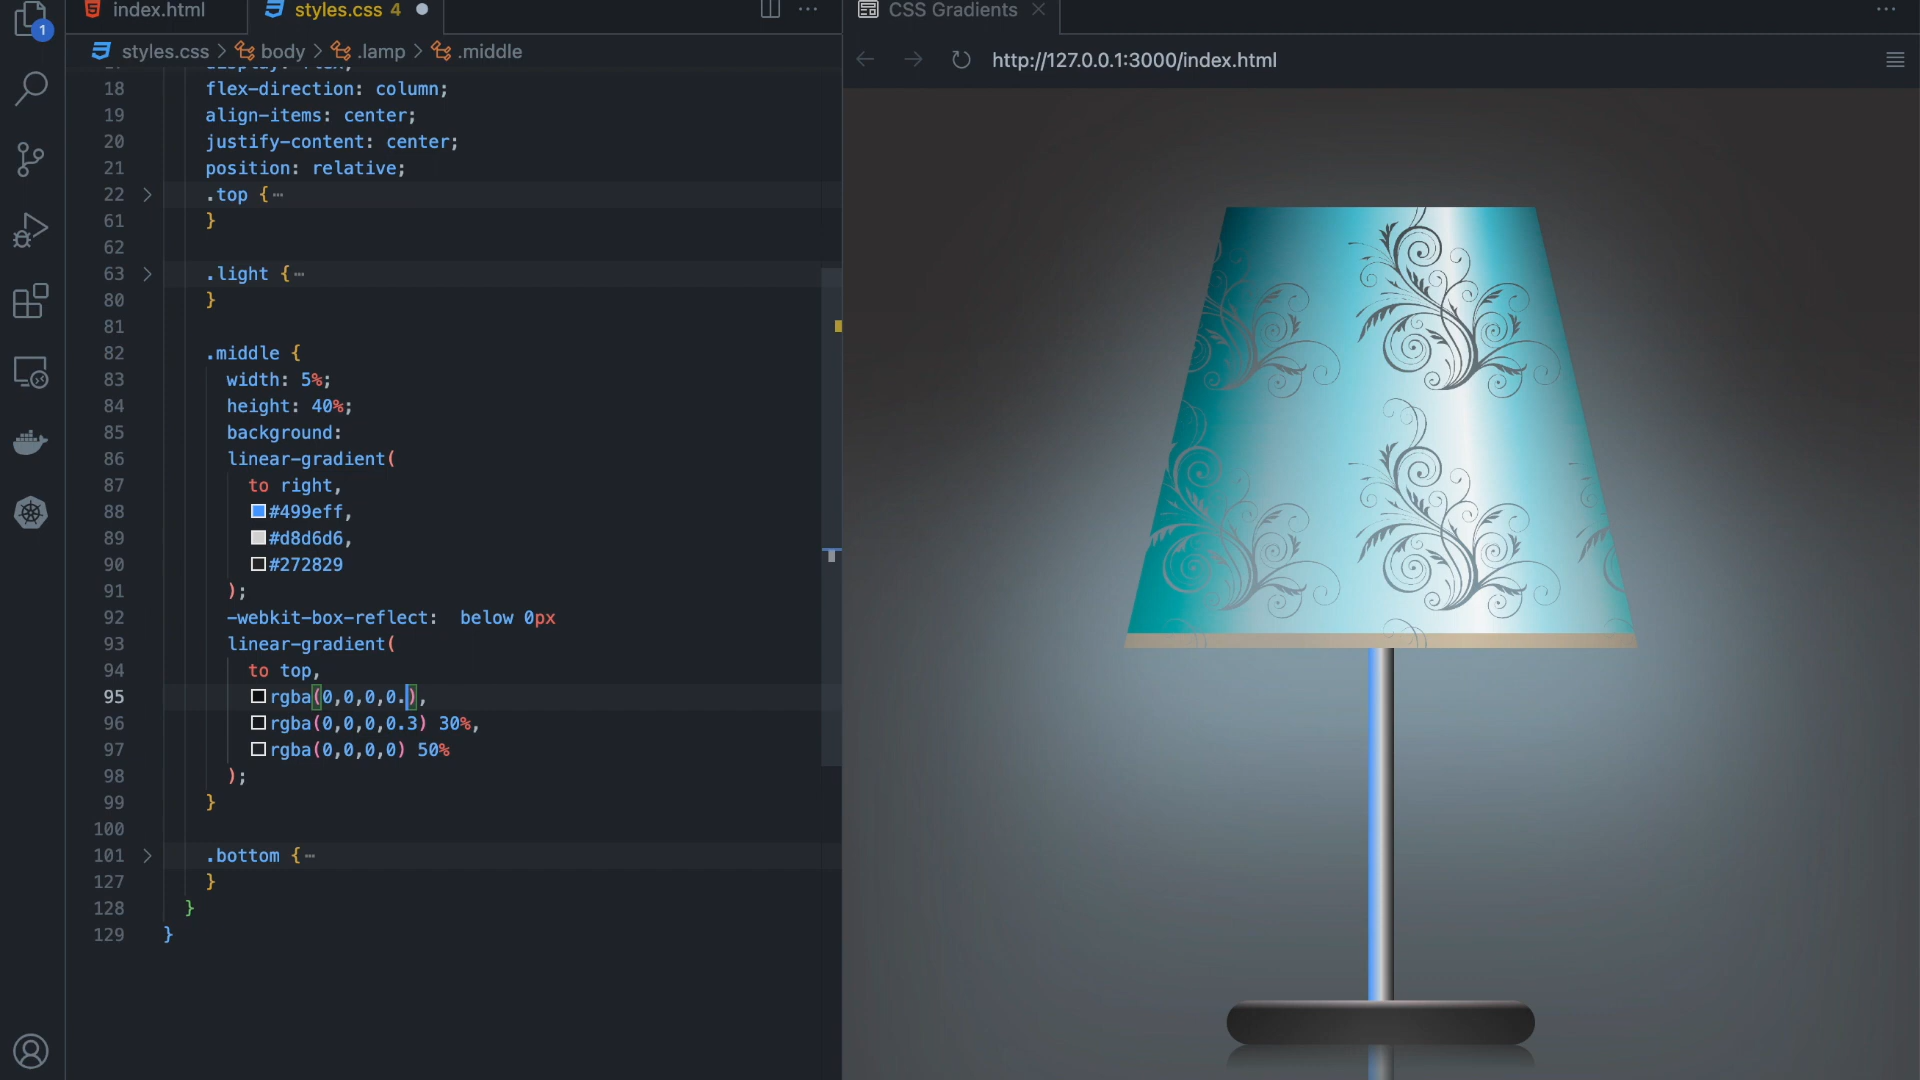 index.html
styles.css 4
CSS Gradients
styles.css > body > .lamp > .middle
http://127.0.0.1:3000/index.html
1
18 flex-direction: column;
19 align-items: center;
20 justify-content: center;
21 position: relative;
22 .top {⋯
61 }
62
63 .light {⋯
80 }
81
82 .middle {
83 width: 5%;
84 height: 40%;
85 background:
86 linear-gradient(
87 to right,
88 #499eff,
89 #d8d6d6,
90 #272829
91 );
92 -webkit-box-reflect:  below 0px
93 linear-gradient(
94 to top,
95 rgba(0,0,0,0.),
96 rgba(0,0,0,0.3) 30%,
97 rgba(0,0,0,0) 50%
98 );
99 }
100
101 .bottom {⋯
127 }
128 }
129 }